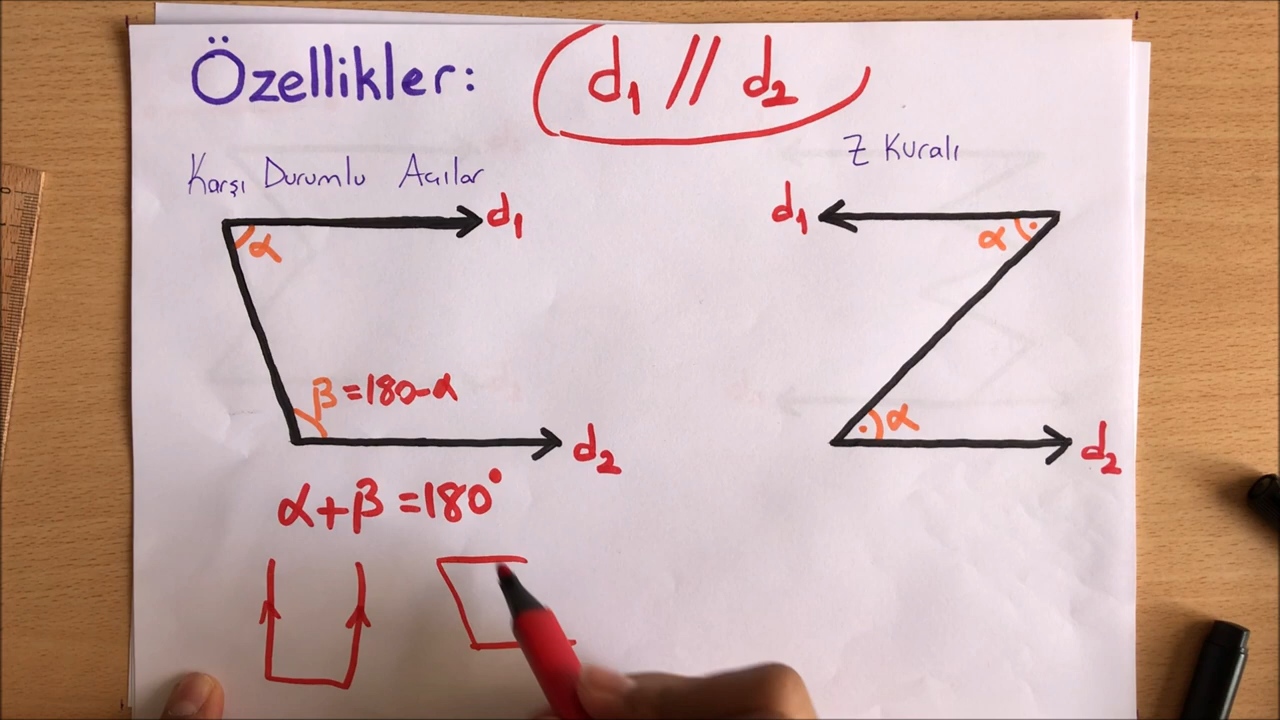 Özellikler:
d1 // d2
Karşı Durumlu Açılar
d1
α
β = 180-α
d2
α+β = 180°
Z Kuralı
d1
α
α
d2